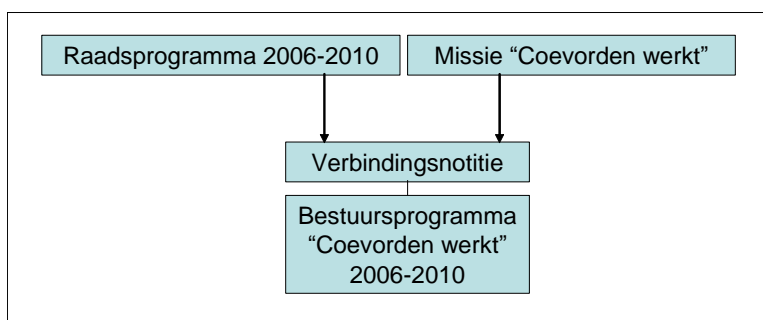 Raadsprogramma 2006-2010
Missie “Coevorden werkt”
Verbindingsnotitie
Bestuursprogramma
“Coevorden werkt”
2006-2010